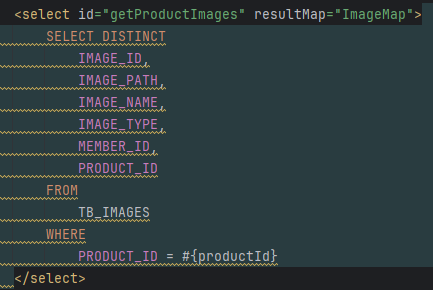 <select id="getProductImages" resultMap="ImageMap">
SELECT DISTINCT
IMAGE_ID,
IMAGE_PATH,
IMAGE_NAME,
IMAGE_TYPE,
MEMBER_ID,
PRODUCT_ID
FROM
TB_IMAGES
WHERE
PRODUCT_ID = #{productId}
</select>